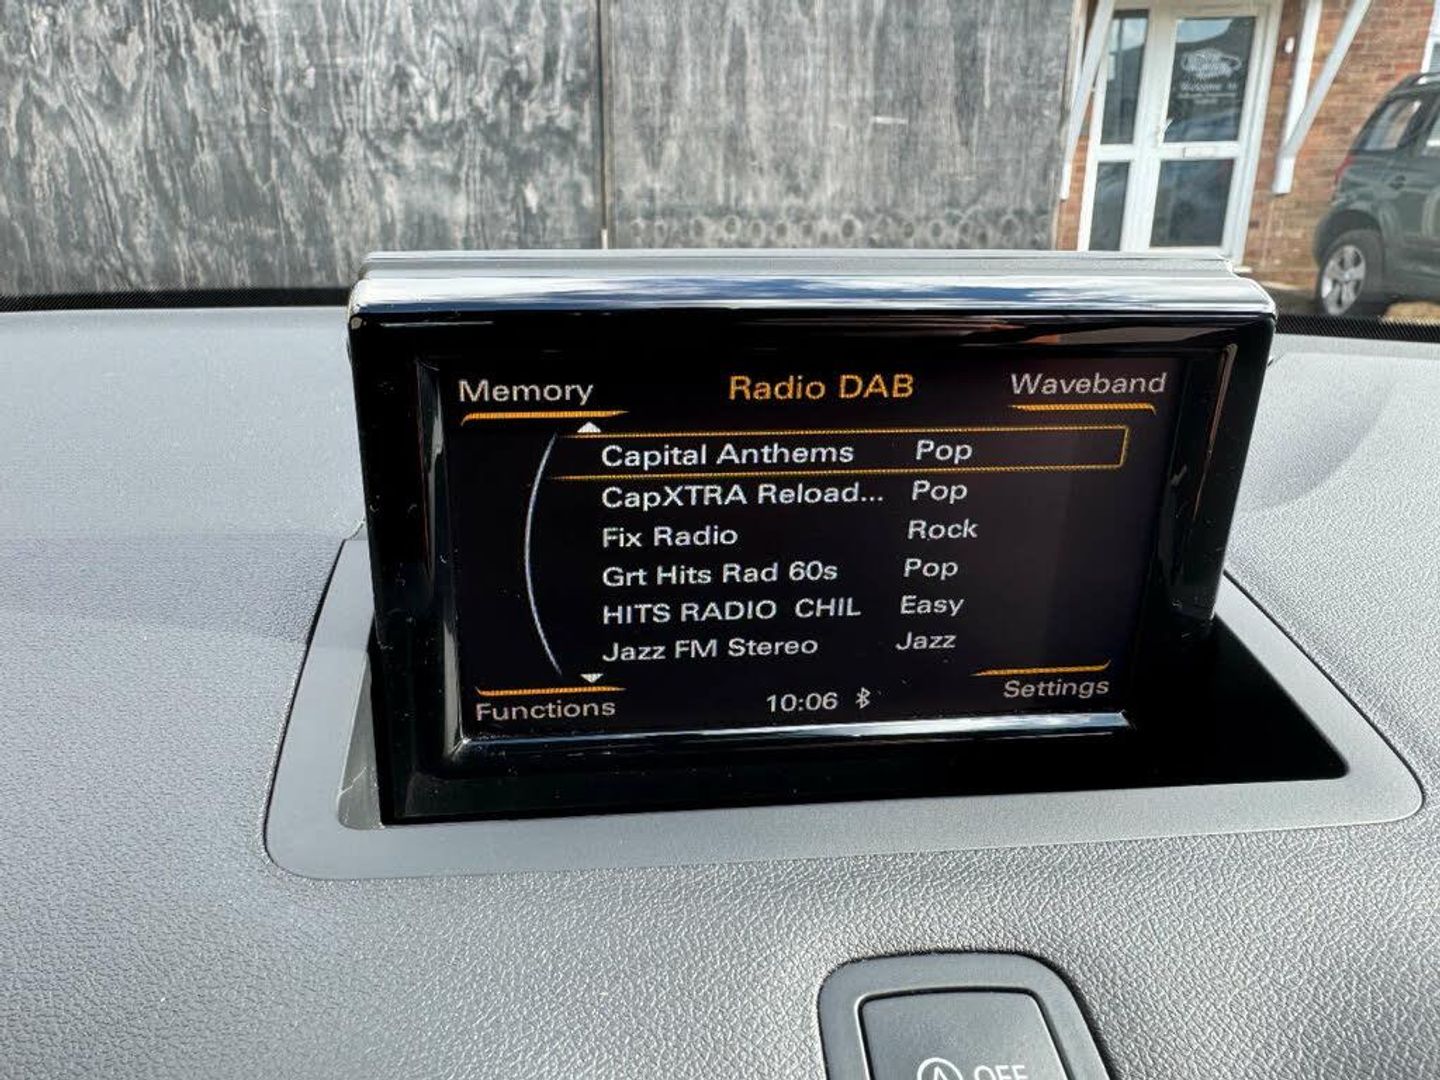 Memory Radio DAB Waveband
Capital Anthems Pop
CapXTRA Reload... Pop
Fix Radio Rock
Grt Hits Rad 60s Pop
HITS RADIO CHIL Easy
Jazz FM Stereo Jazz
Functions 10:06 Settings
A OFF